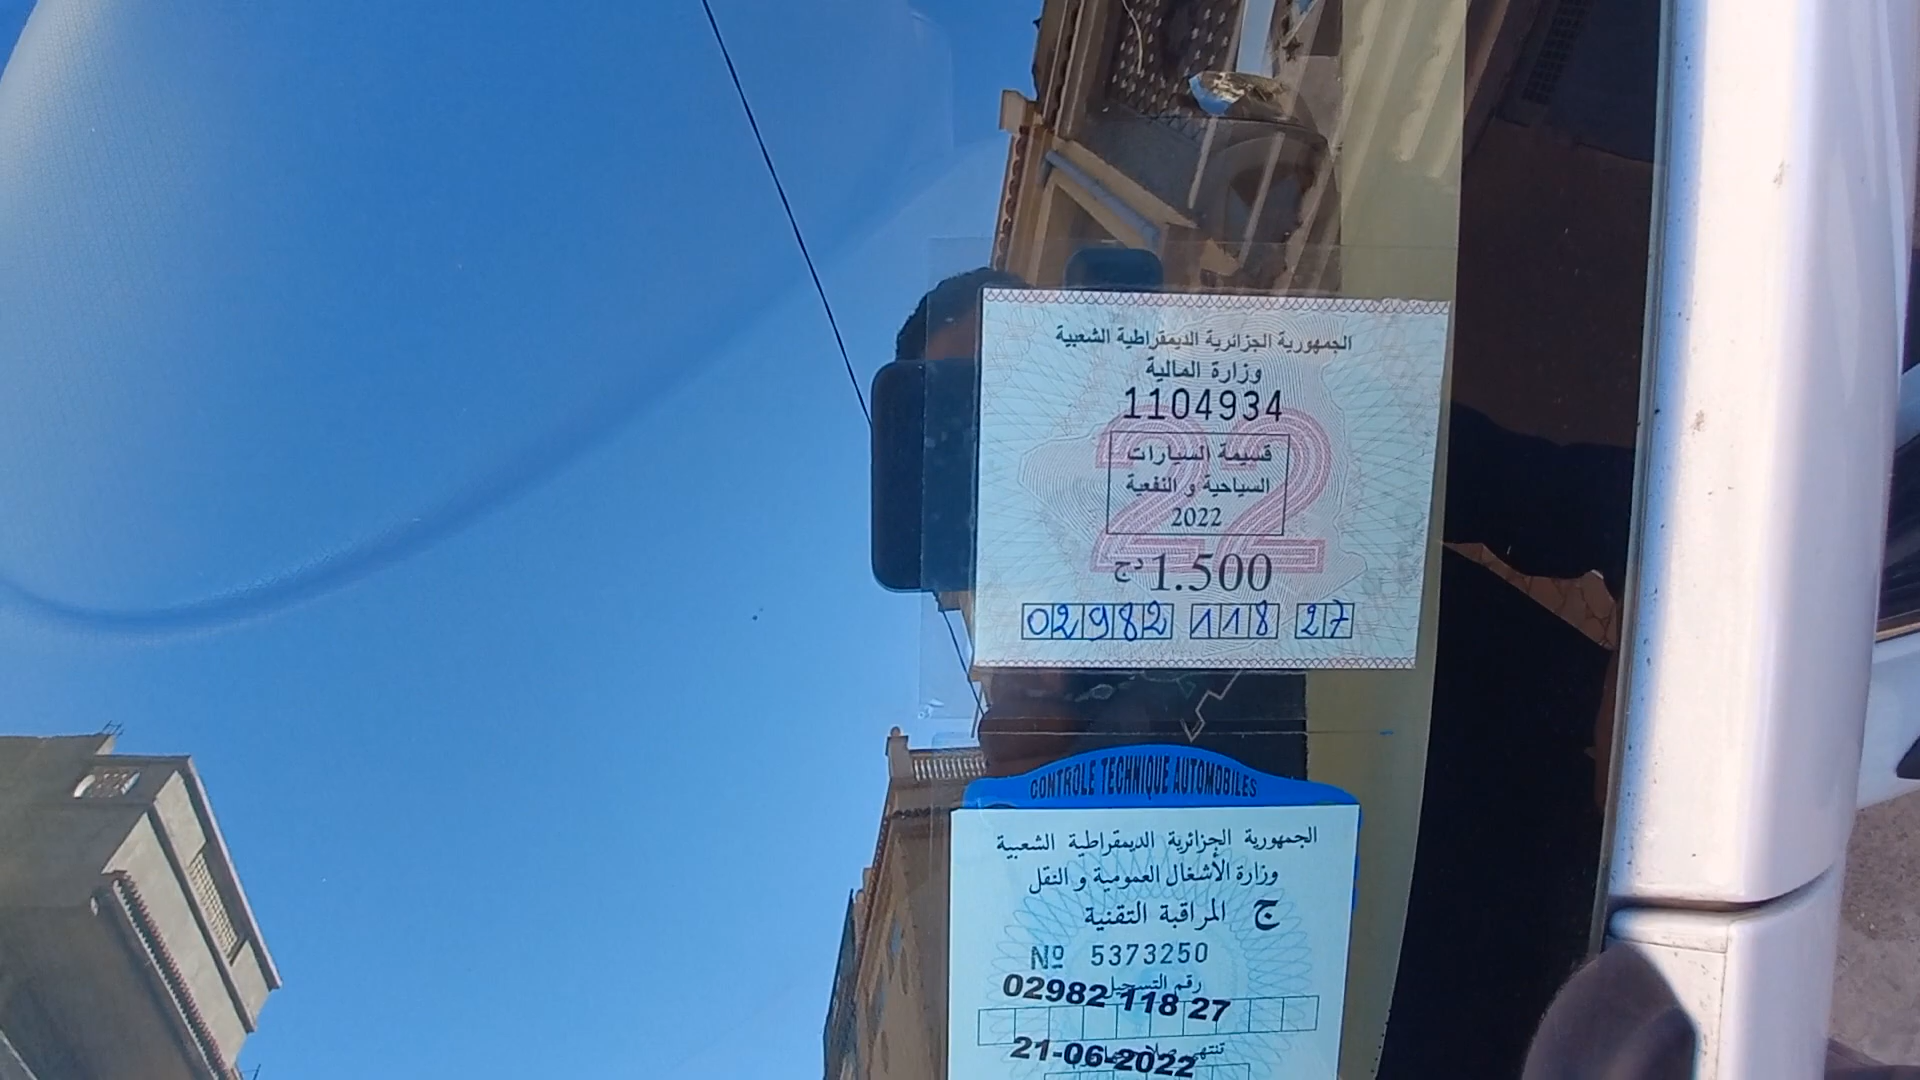 الجمهورية الجزائرية الديمقراطية الشعبية
وزارة المالية
1104934
22
قسيمة السيارات
السياحية و النفعية
2022
1.500 دج
02982 118 27
CONTROLE TECHNIQUE AUTOMOBILES
الجمهورية الجزائرية الديمقراطية الشعبية
وزارة الأشغال العمومية و النقل
ج المراقبة التقنية
Nº 5373250
رقم التسجيل
02982 118 27
تنتهي
21-06-2022